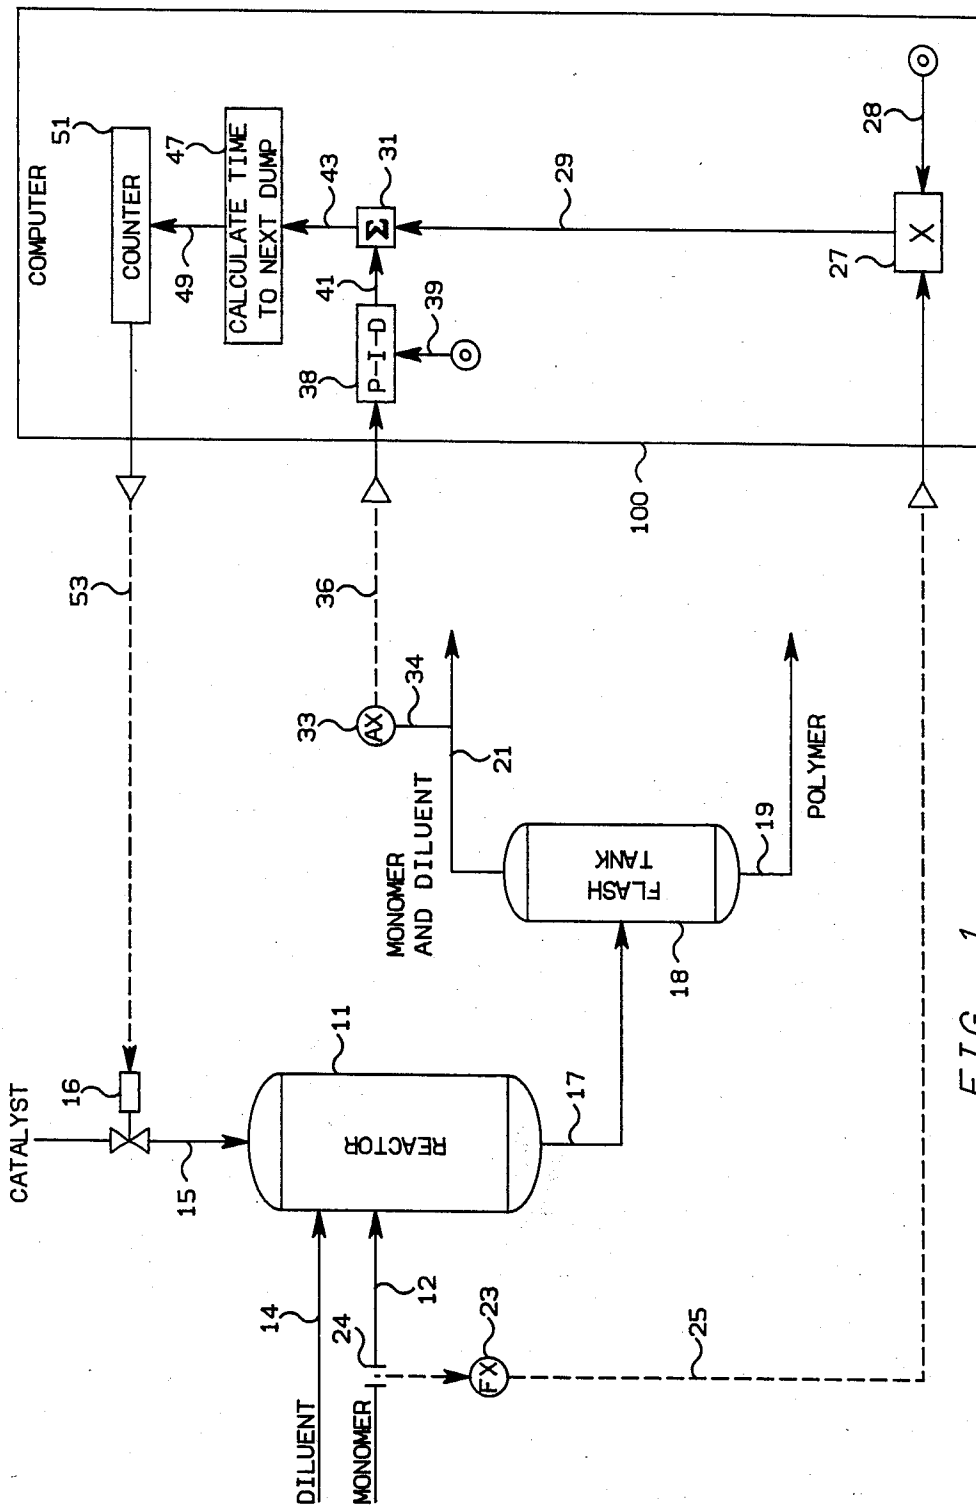 CATALYST
16
15
53
COMPUTER
COUNTER
51
49
CALCULATE TIME
TO NEXT DUMP
47
43
Σ
31
41
P-I-D
38
39
29
X
27
28
100
36
33
AX
34
21
MONOMER
AND DILUENT
FLASH
TANK
18
19
POLYMER
REACTOR
11
17
DILUENT
14
MONOMER
24
12
FX
23
25
FIG. 1